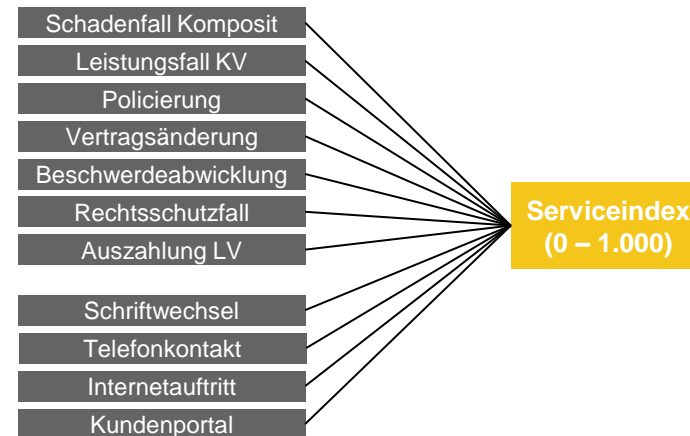 Schadenfall Komposit
Leistungsfall KV
Policierung
Vertragsänderung
Beschwerdeabwicklung
Rechtsschutzfall
Auszahlung LV
Schriftwechsel
Telefonkontakt
Internetauftritt
Kundenportal
Serviceindex
(0 – 1.000)